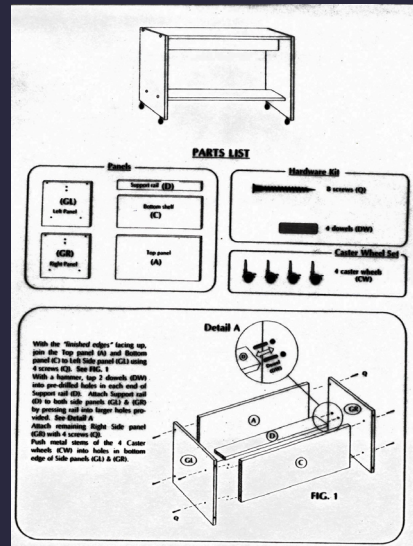 PARTS LIST
Panels
(GL)
Left Panel
Support rail (D)
Bottom shelf
(C)
(GR)
Right Panel
Top panel
(A)
Hardware Kit
8 screws (Q)
4 dowels (DW)
Caster Wheel Set
4 caster wheels
(CW)
With the "finished edges" facing up,
join the Top panel (A) and Bottom
panel (C) to Left Side panel (GL) using
4 screws (Q). See FIG. 1
With a hammer, tap 2 dowels (DW)
into pre-drilled holes in each end of
Support rail (D). Attach Support rail
(D) to both side panels (GL) & (GR)
by pressing rail into larger holes pro-
vided. See Detail A
Attach remaining Right Side panel
(GR) with 4 screws (Q).
Push metal stems of the 4 Caster
wheels (CW) into holes in bottom
edge of Side panels (GL) & (GR).
Detail A
Q
A
GR
D
GL
C
Q
FIG. 1